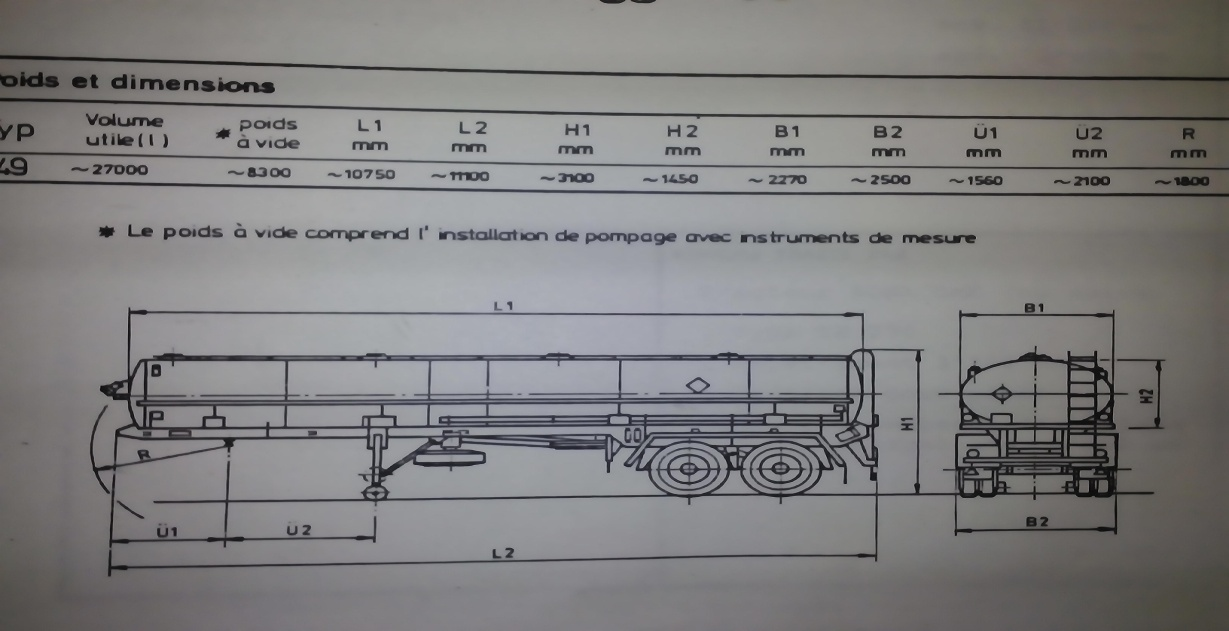 oids et dimensions
yp Volume utile(l) * poids à vide L1 mm L2 mm H1 mm H2 mm B1 mm B2 mm Ü1 mm Ü2 mm R mm
49 ~27000 ~8300 ~10750 ~11100 ~3100 ~1450 ~2270 ~2500 ~1560 ~2100 ~1800
* Le poids à vide comprend l' installation de pompage avec instruments de mesure
L1
B1
H1
H2
R
Ü1
Ü2
L2
B2